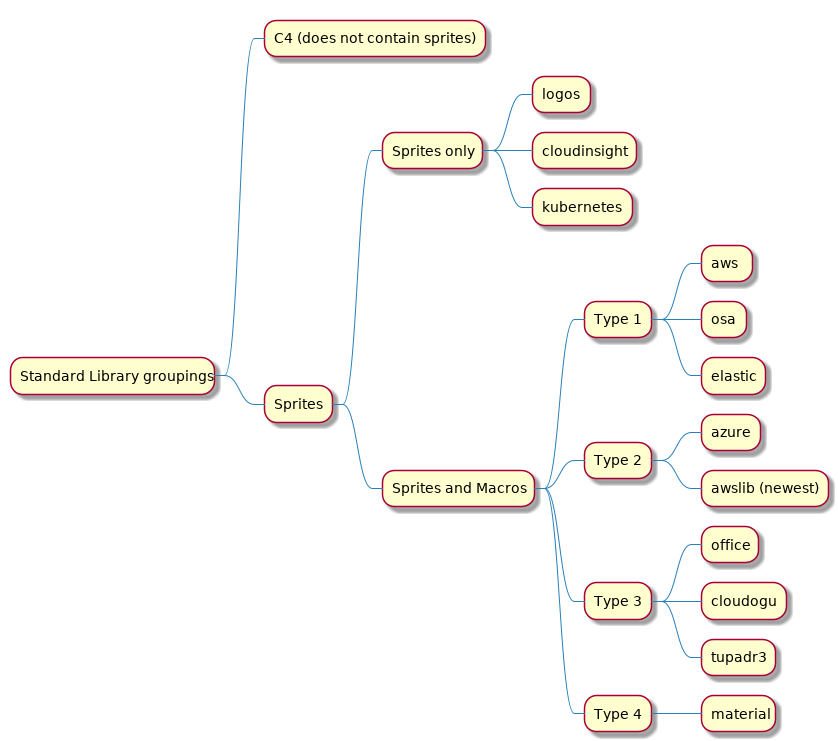 C4 (does not contain sprites)
logos
Sprites only
cloudinsight
kubernetes
aws
Type 1
osa
Standard Library groupings
elastic
Sprites
azure
Type 2
Sprites and Macros
awslib (newest)
office
Type 3
cloudogu
tupadr3
Type 4
material